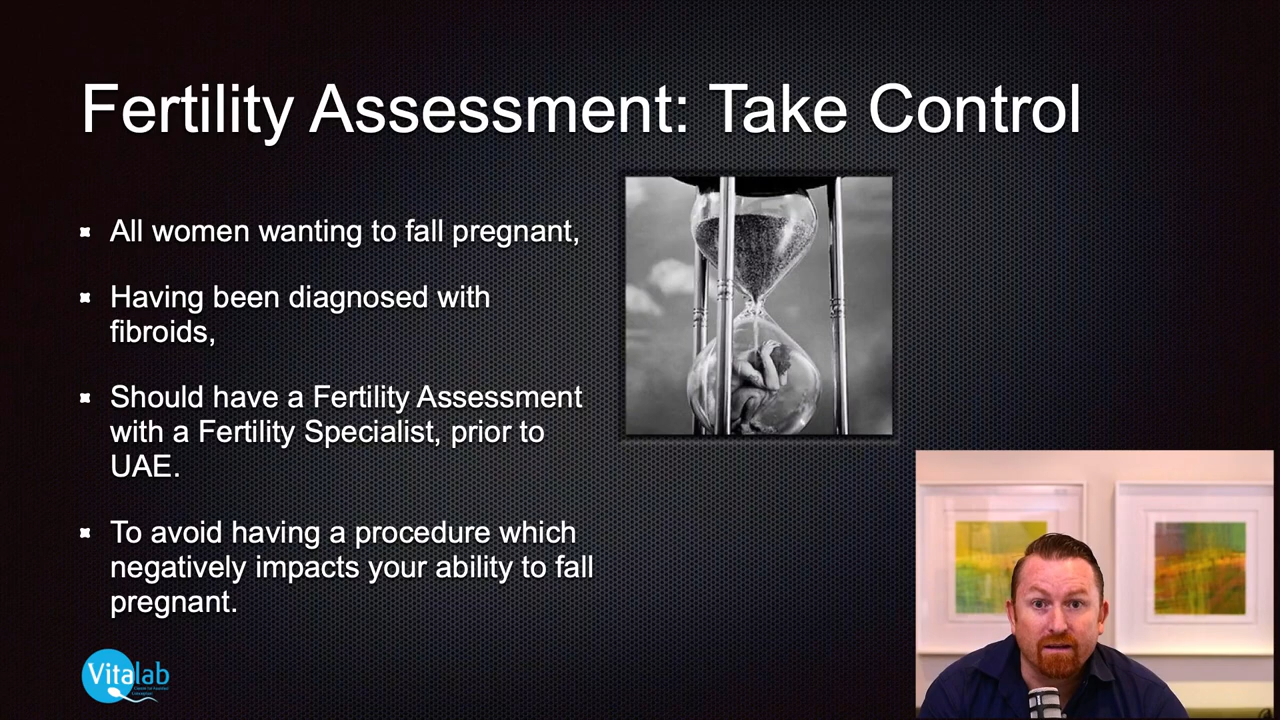 Fertility Assessment: Take Control
All women wanting to fall pregnant,
Having been diagnosed with
fibroids,
Should have a Fertility Assessment
with a Fertility Specialist, prior to
UAE.
To avoid having a procedure which
negatively impacts your ability to fall
pregnant.
Vitalab